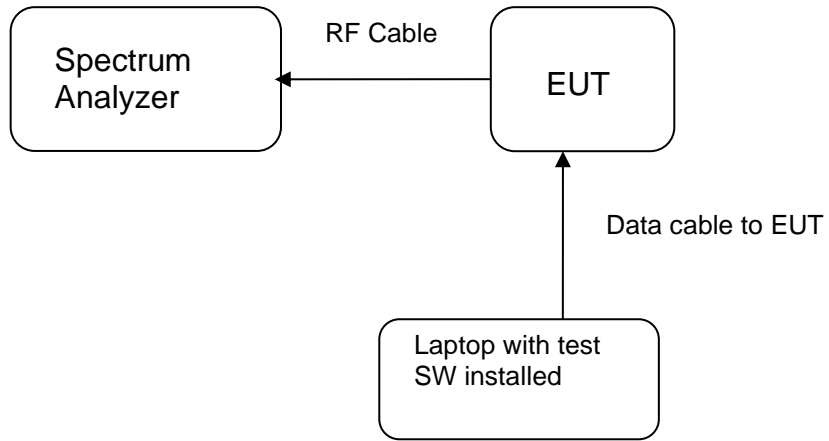 RF Cable
Spectrum
Analyzer
EUT
Data cable to EUT
Laptop with test
SW installed